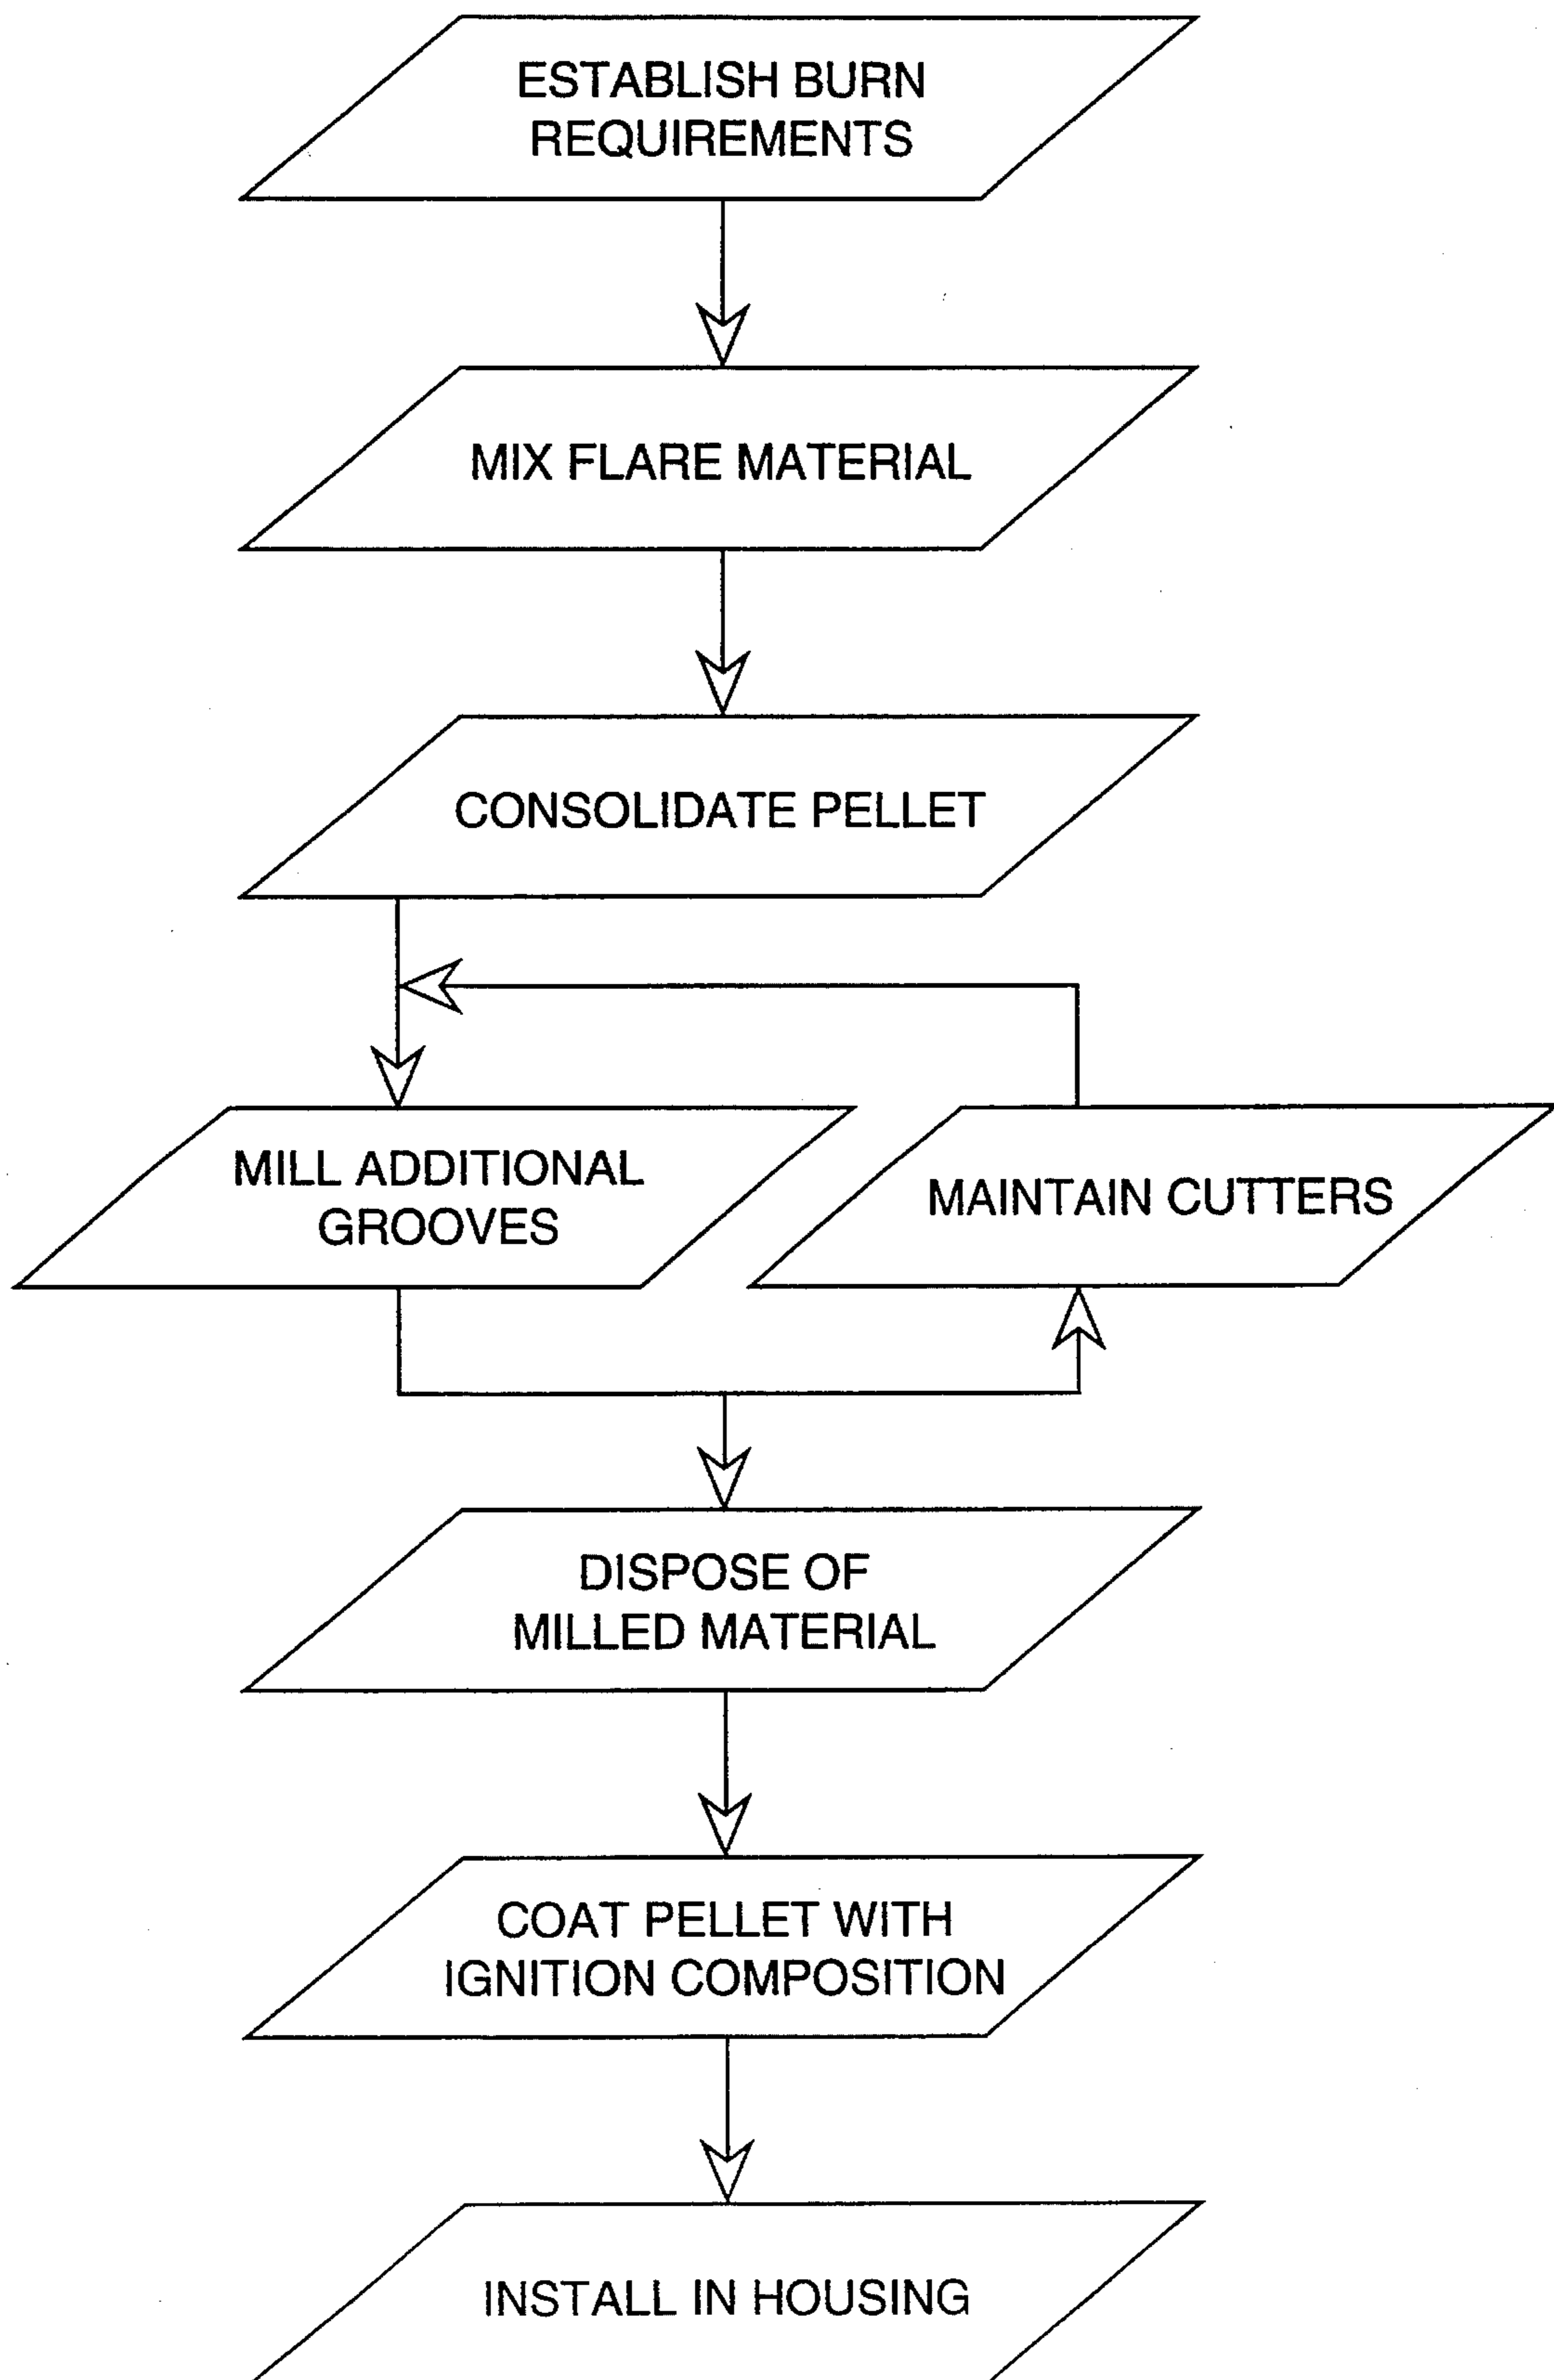 ESTABLISH BURN
REQUIREMENTS
MIX FLARE MATERIAL
CONSOLIDATE PELLET
MILL ADDITIONAL
GROOVES
MAINTAIN CUTTERS
DISPOSE OF
MILLED MATERIAL
COAT PELLET WITH
IGNITION COMPOSITION
INSTALL IN HOUSING